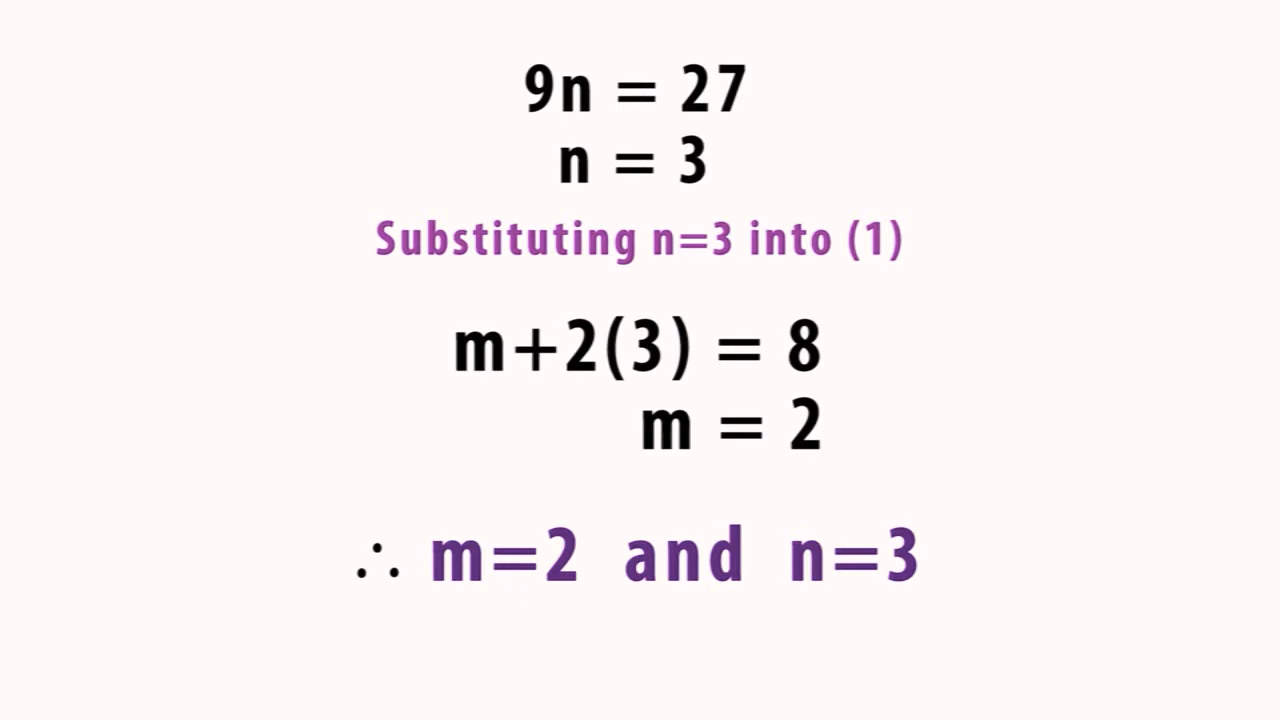 9n = 27
n = 3
Substituting n=3 into (1)
m+2(3) = 8
m = 2
∴ m=2 and n=3